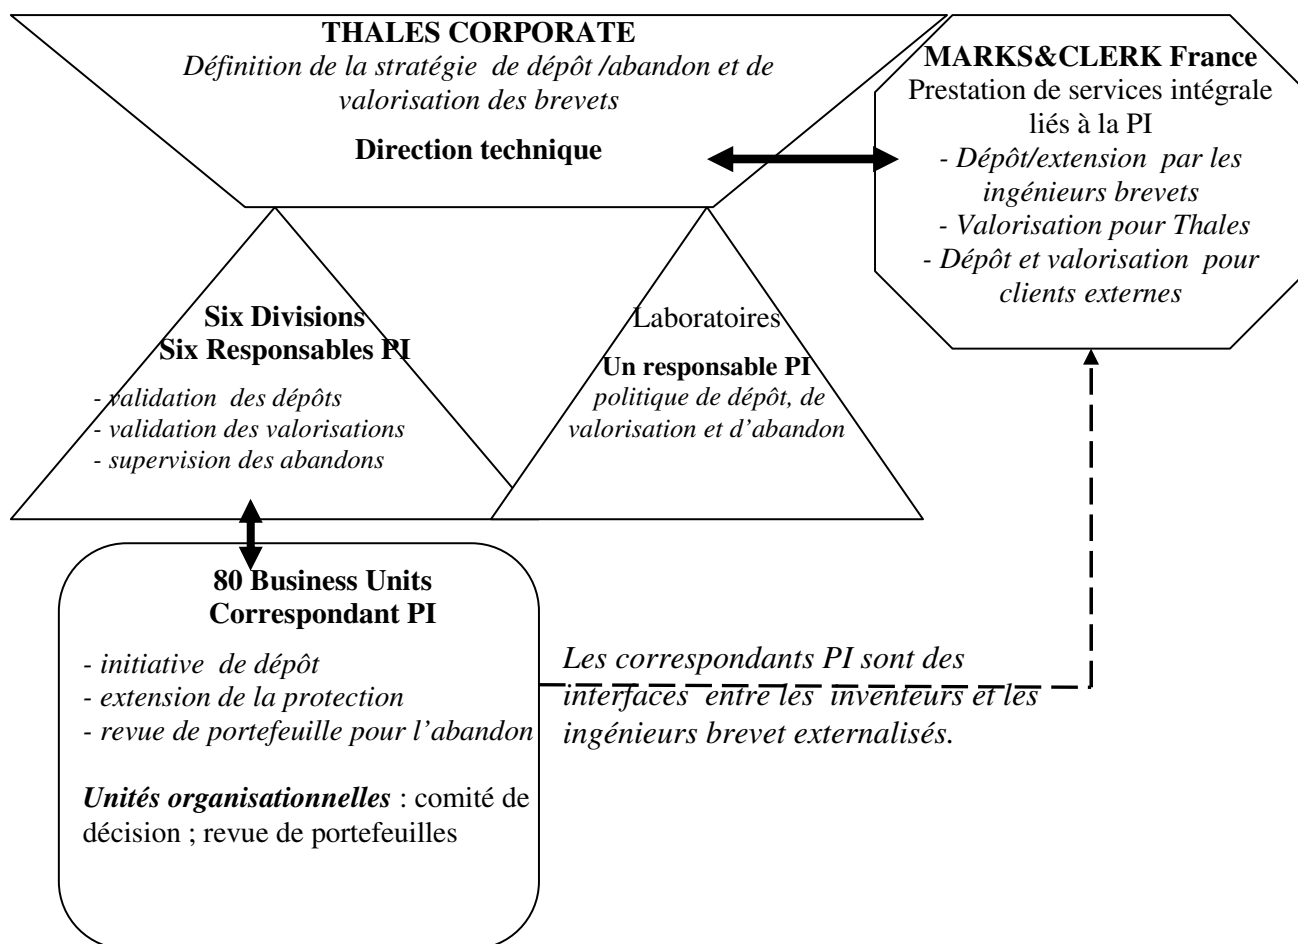 THALES CORPORATE
Définition de la stratégie de dépôt /abandon et de
valorisation des brevets
Direction technique
MARKS&CLERK France
Prestation de services intégrale
liés à la PI
- Dépôt/extension par les
ingénieurs brevets
- Valorisation pour Thales
- Dépôt et valorisation pour
clients externes
Six Divisions
Six Responsables PI
- validation des dépôts
- validation des valorisations
- supervision des abandons
Laboratoires
Un responsable PI
politique de dépôt, de
valorisation et d’abandon
80 Business Units
Correspondant PI
- initiative de dépôt
- extension de la protection
- revue de portefeuille pour l’abandon
Unités organisationnelles : comité de
décision ; revue de portefeuilles
Les correspondants PI sont des
interfaces entre les inventeurs et les
ingénieurs brevet externalisés.